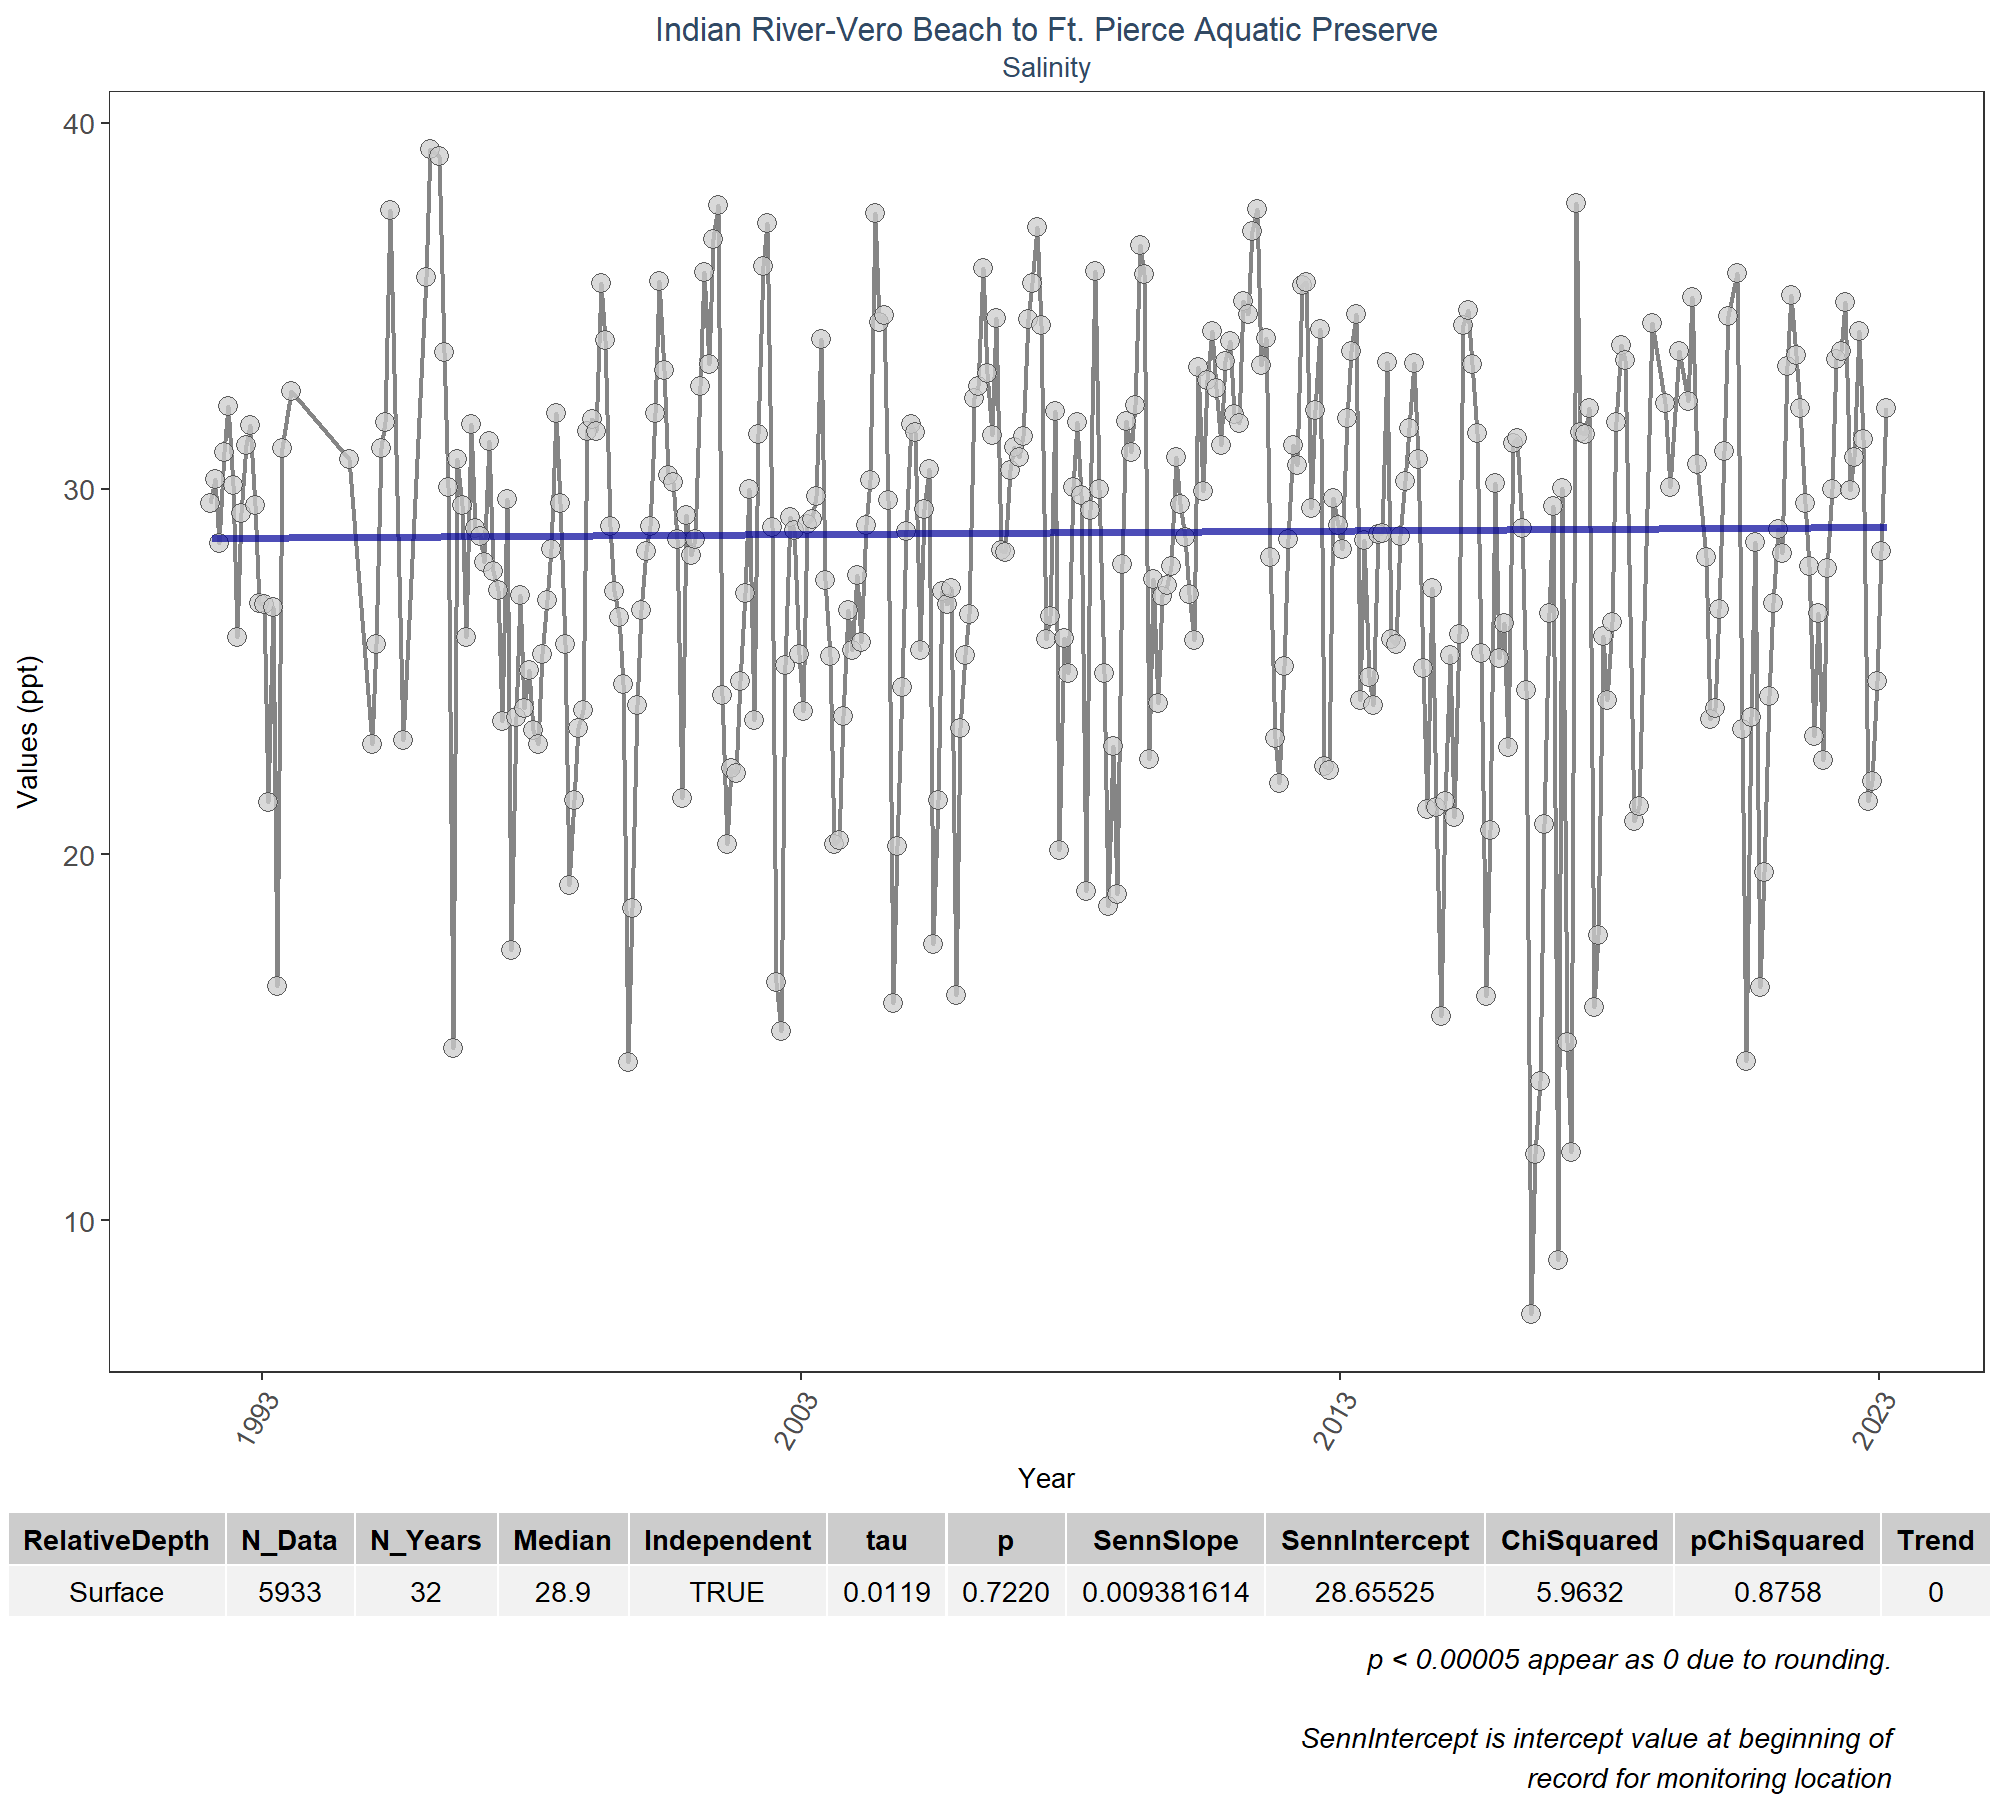 Indian River-Vero Beach to Ft. Pierce Aquatic Preserve
Salinity
40
30
20
10
Values (ppt)
1993
2003
2013
2023
Year
RelativeDepth N_Data N_Years Median Independent tau p SennSlope SennIntercept ChiSquared pChiSquared Trend
Surface 5933 32 28.9 TRUE 0.0119 0.7220 0.009381614 28.65525 5.9632 0.8758 0
p < 0.00005 appear as 0 due to rounding.
SennIntercept is intercept value at beginning of
record for monitoring location